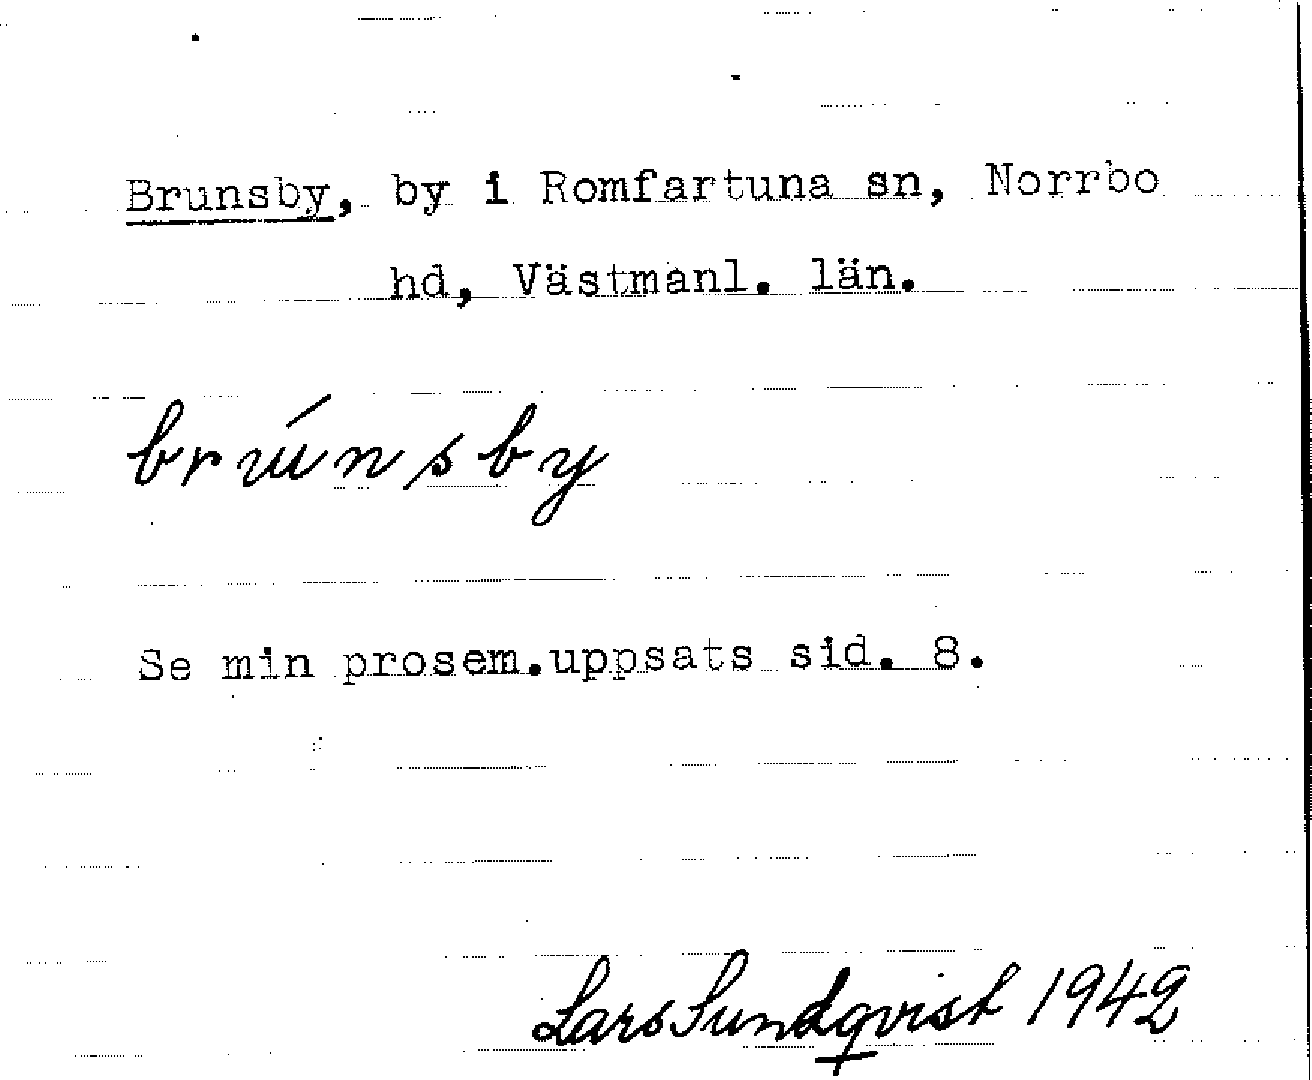 Brunsby, by i Romfartuna sn, Norrbo
hd, Västmanl. län.
brúnsby
Se min prosem.uppsats sid. 8.
Lars Sundqvist 1942